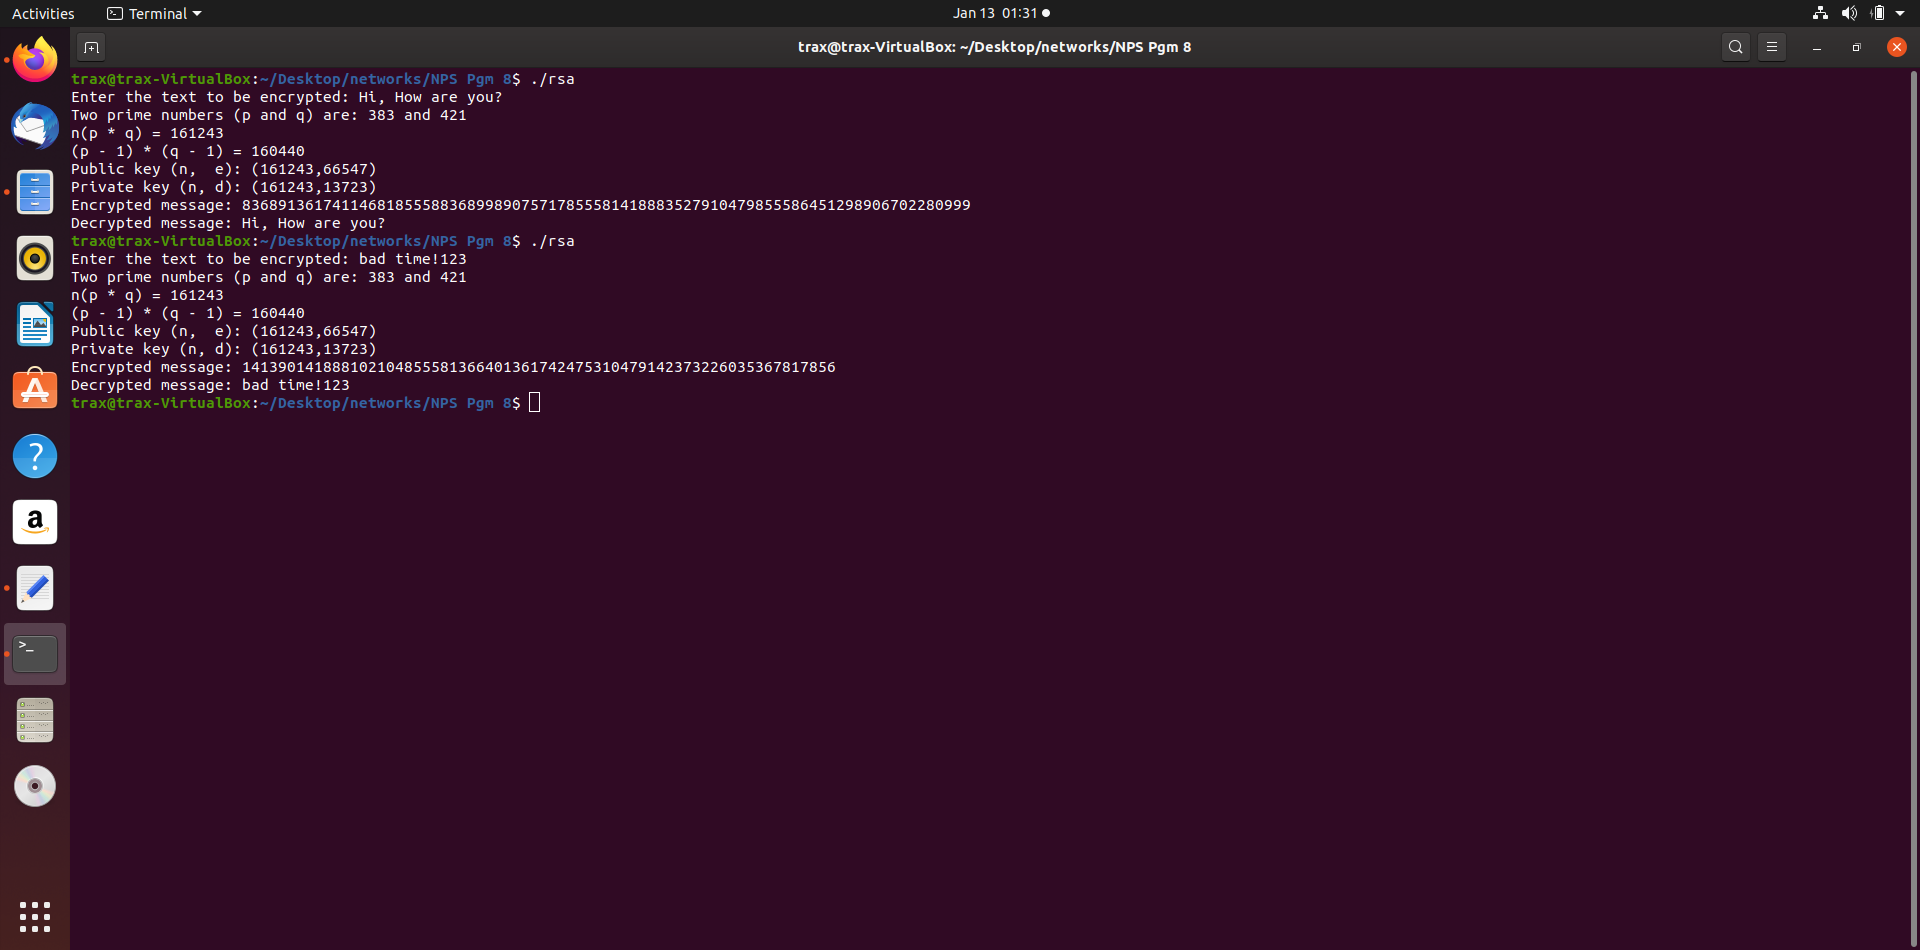 Activities Terminal Jan 13 01:31
trax@trax-VirtualBox: ~/Desktop/networks/NPS Pgm 8
trax@trax-VirtualBox:~/Desktop/networks/NPS Pgm 8$ ./rsa
Enter the text to be encrypted: Hi, How are you?
Two prime numbers (p and q) are: 383 and 421
n(p * q) = 161243
(p - 1) * (q - 1) = 160440
Public key (n,  e): (161243,66547)
Private key (n, d): (161243,13723)
Encrypted message: 836891361741146818555883689989075717855558141888352791047985558645129890670228099​9
Decrypted message: Hi, How are you?
trax@trax-VirtualBox:~/Desktop/networks/NPS Pgm 8$ ./rsa
Enter the text to be encrypted: bad time!123
Two prime numbers (p and q) are: 383 and 421
n(p * q) = 161243
(p - 1) * (q - 1) = 160440
Public key (n,  e): (161243,66547)
Private key (n, d): (161243,13723)
Encrypted message: 141390141888102104855558136640136174247531047914237322603536781​7856
Decrypted message: bad time!123
trax@trax-VirtualBox:~/Desktop/networks/NPS Pgm 8$